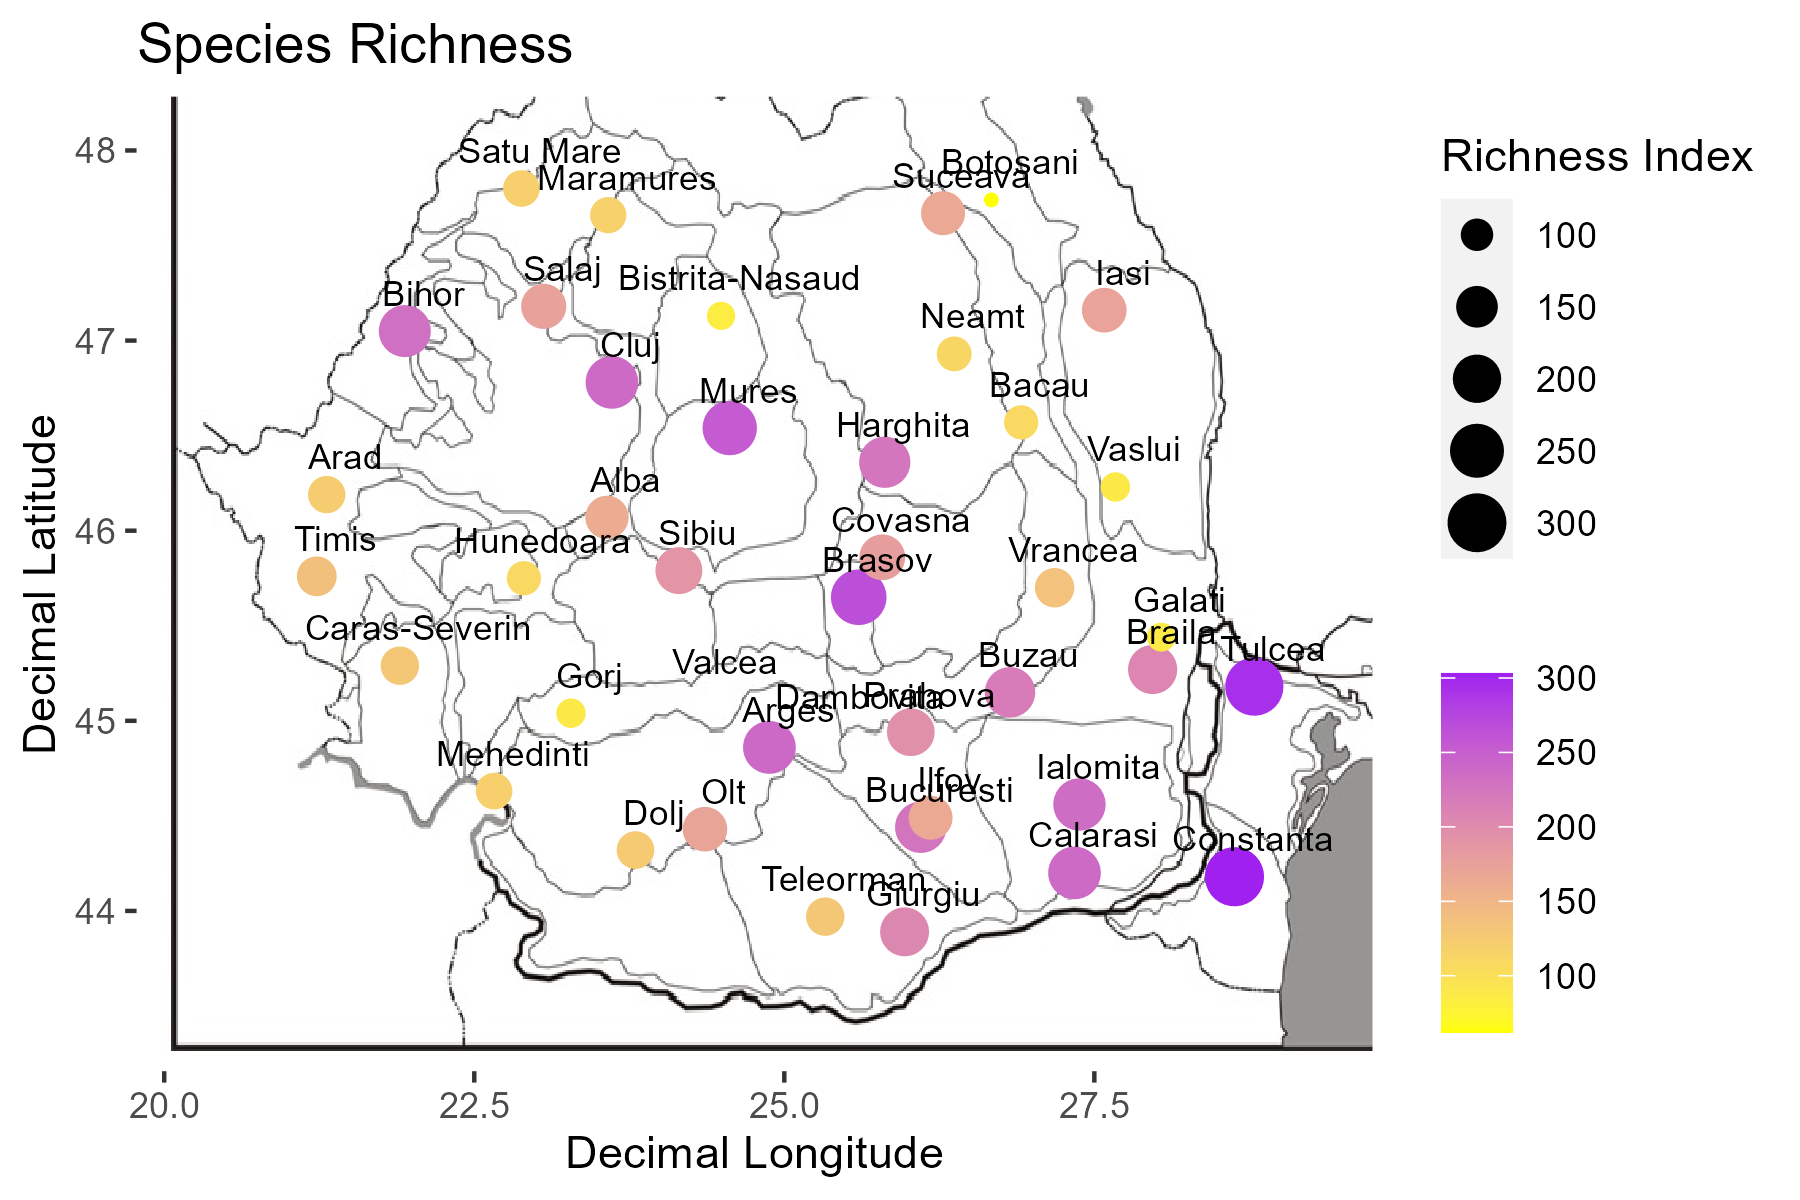 Species Richness
48
47
46
45
44
Decimal Latitude
Satu Mare
Maramures
Botosani
Suceava
Salaj
Bistrita-Nasaud
Iasi
Bihor
Neamt
Cluj
Bacau
Mures
Harghita
Arad
Vaslui
Alba
Covasna
Timis
Hunedoara
Sibiu
Brasov
Vrancea
Caras-Severin
Galati
Braila
Tulcea
Gorj
Valcea
Buzau
Dambovita
Prahova
Arges
Mehedinti
Ialomita
Ilfov
Olt
Bucuresti
Dolj
Calarasi
Constanta
Teleorman
Giurgiu
20.0
22.5
25.0
27.5
Decimal Longitude
Richness Index
100
150
200
250
300
300
250
200
150
100